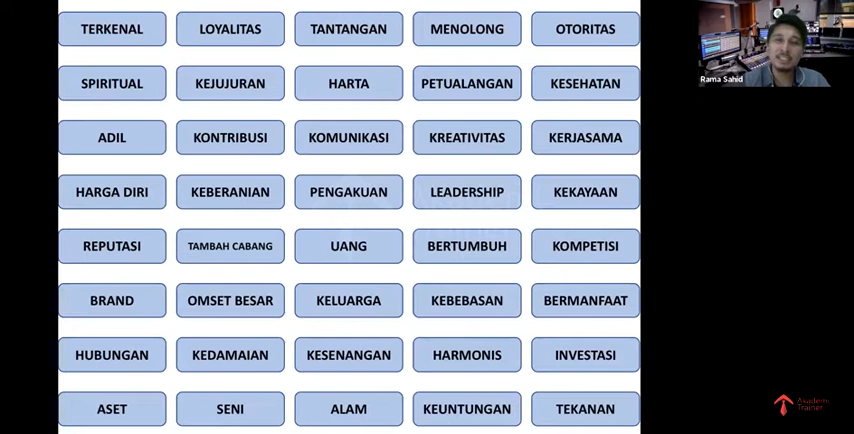 TERKENAL LOYALITAS TANTANGAN MENOLONG OTORITAS
SPIRITUAL KEJUJURAN HARTA PETUALANGAN KESEHATAN
ADIL KONTRIBUSI KOMUNIKASI KREATIVITAS KERJASAMA
HARGA DIRI KEBERANIAN PENGAKUAN LEADERSHIP KEKAYAAN
REPUTASI TAMBAH CABANG UANG BERTUMBUH KOMPETISI
BRAND OMSET BESAR KELUARGA KEBEBASAN BERMANFAAT
HUBUNGAN KEDAMAIAN KESENANGAN HARMONIS INVESTASI
ASET SENI ALAM KEUNTUNGAN TEKANAN
Rama Sahid
Akademi
Trainer